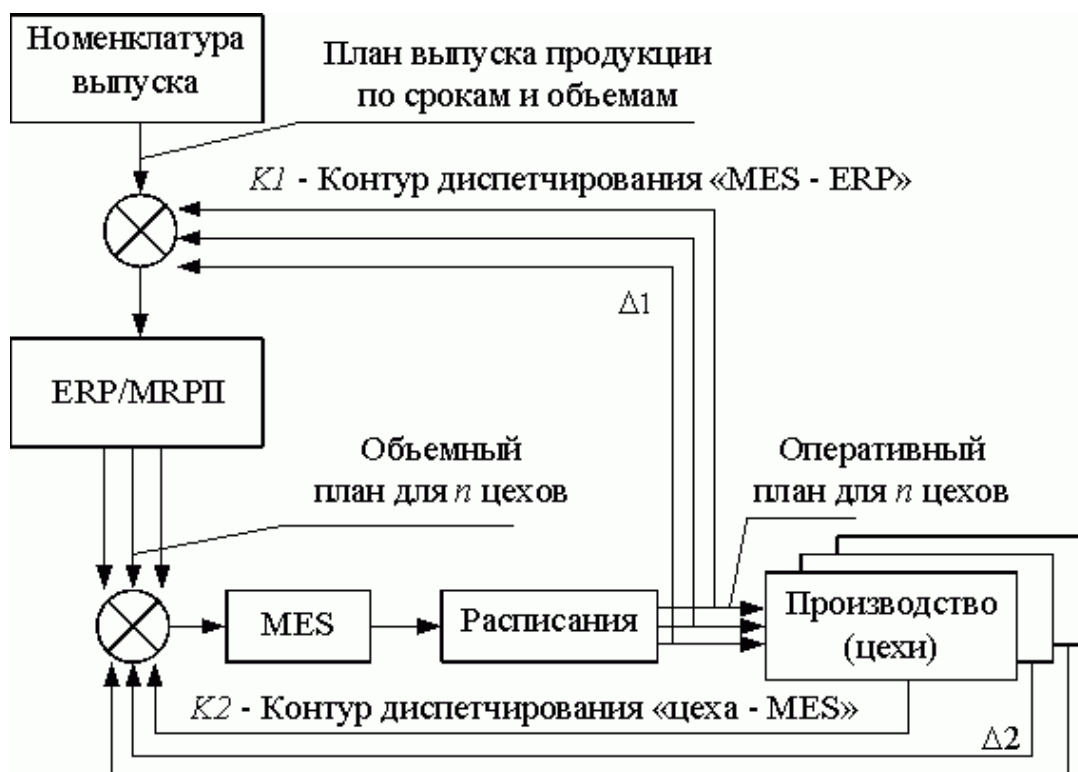 Номенклатура
выпуска
План выпуска продукции
по срокам и объемам
K1 - Контур диспетчирования «MES - ERP»
Δ1
ERP/MRPII
Объемный
план для n цехов
Оперативный
план для n цехов
MES
Расписания
Производство
(цехи)
K2 - Контур диспетчирования «цеха - MES»
Δ2